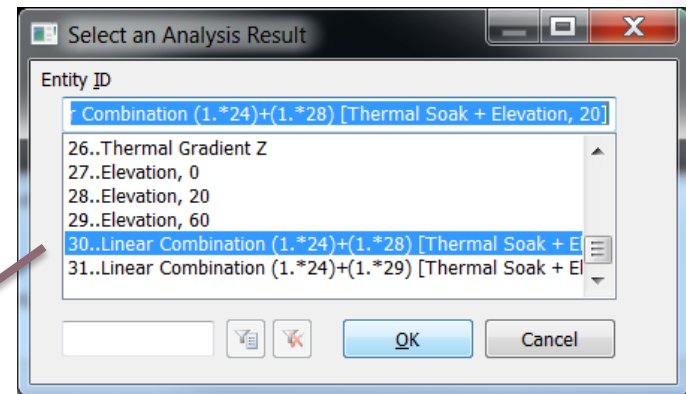 Select an Analysis Result
Entity ID
r Combination (1.*24)+(1.*28) [Thermal Soak + Elevation, 20]
26..Thermal Gradient Z
27..Elevation, 0
28..Elevation, 20
29..Elevation, 60
30..Linear Combination (1.*24)+(1.*28) [Thermal Soak + E
31..Linear Combination (1.*24)+(1.*29) [Thermal Soak + El
OK
Cancel